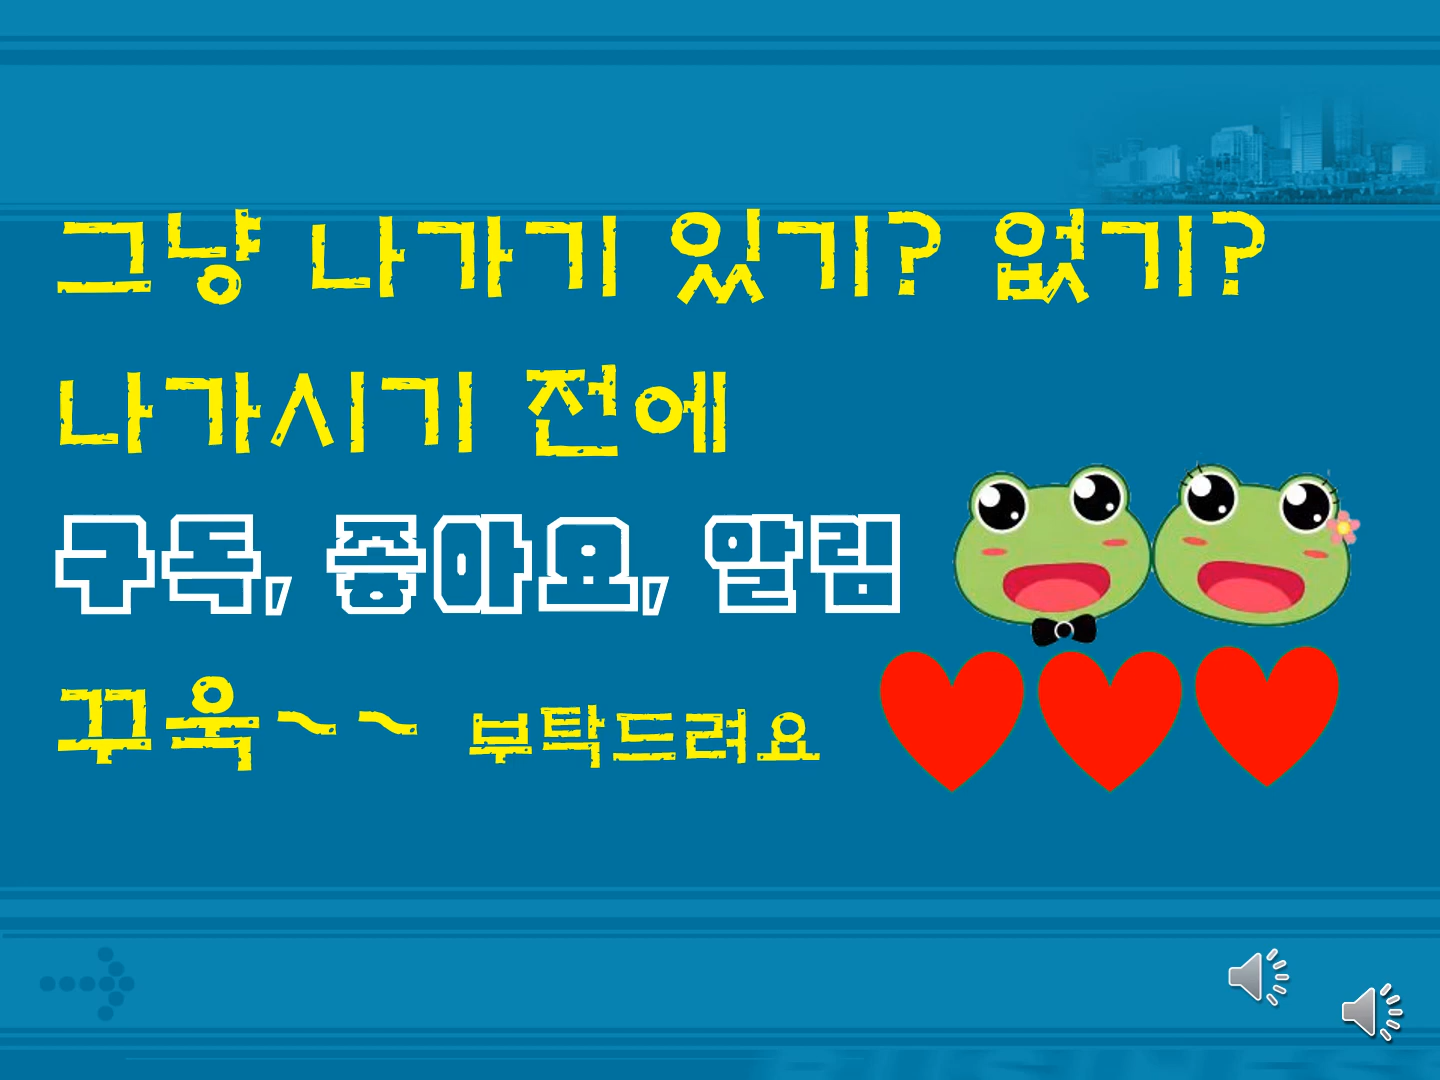 그냥 나가기 있기? 없기?
나가시기 전에
구독, 좋아요, 알림
꾸욱~~ 부탁드려요
BUSINESS